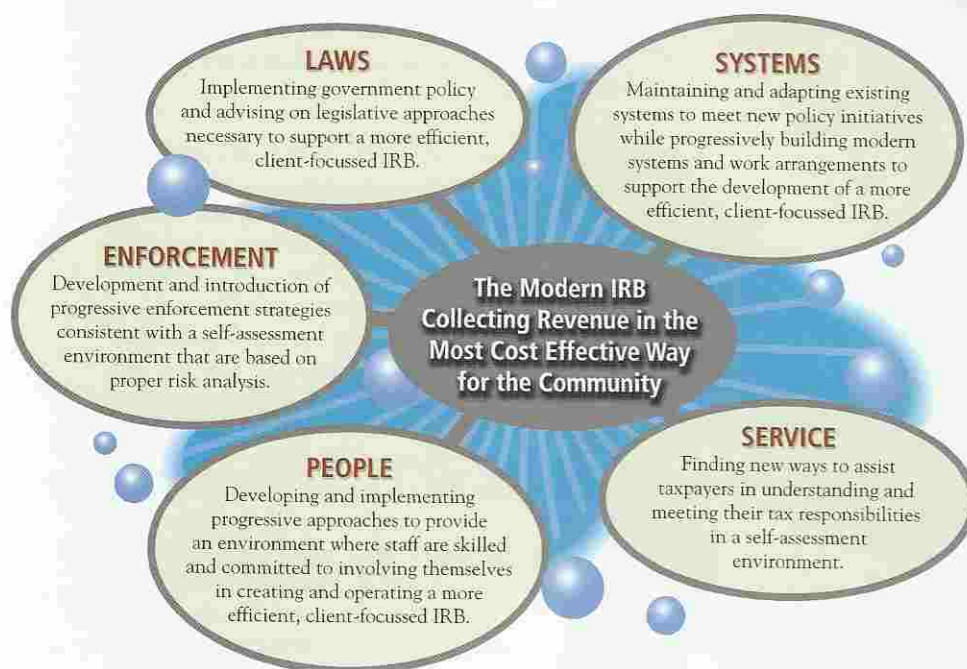 LAWS
Implementing government policy
and advising on legislative approaches
necessary to support a more efficient,
client-focussed IRB.
SYSTEMS
Maintaining and adapting existing
systems to meet new policy initiatives
while progressively building modern
systems and work arrangements to
support the development of a more
efficient, client-focussed IRB.
ENFORCEMENT
Development and introduction of
progressive enforcement strategies
consistent with a self-assessment
environment that are based on
proper risk analysis.
The Modern IRB
Collecting Revenue in the
Most Cost Effective Way
for the Community
PEOPLE
Developing and implementing
progressive approaches to provide
an environment where staff are skilled
and committed to involving themselves
in creating and operating a more
efficient, client-focussed IRB.
SERVICE
Finding new ways to assist
taxpayers in understanding and
meeting their tax responsibilities
in a self-assessment
environment.